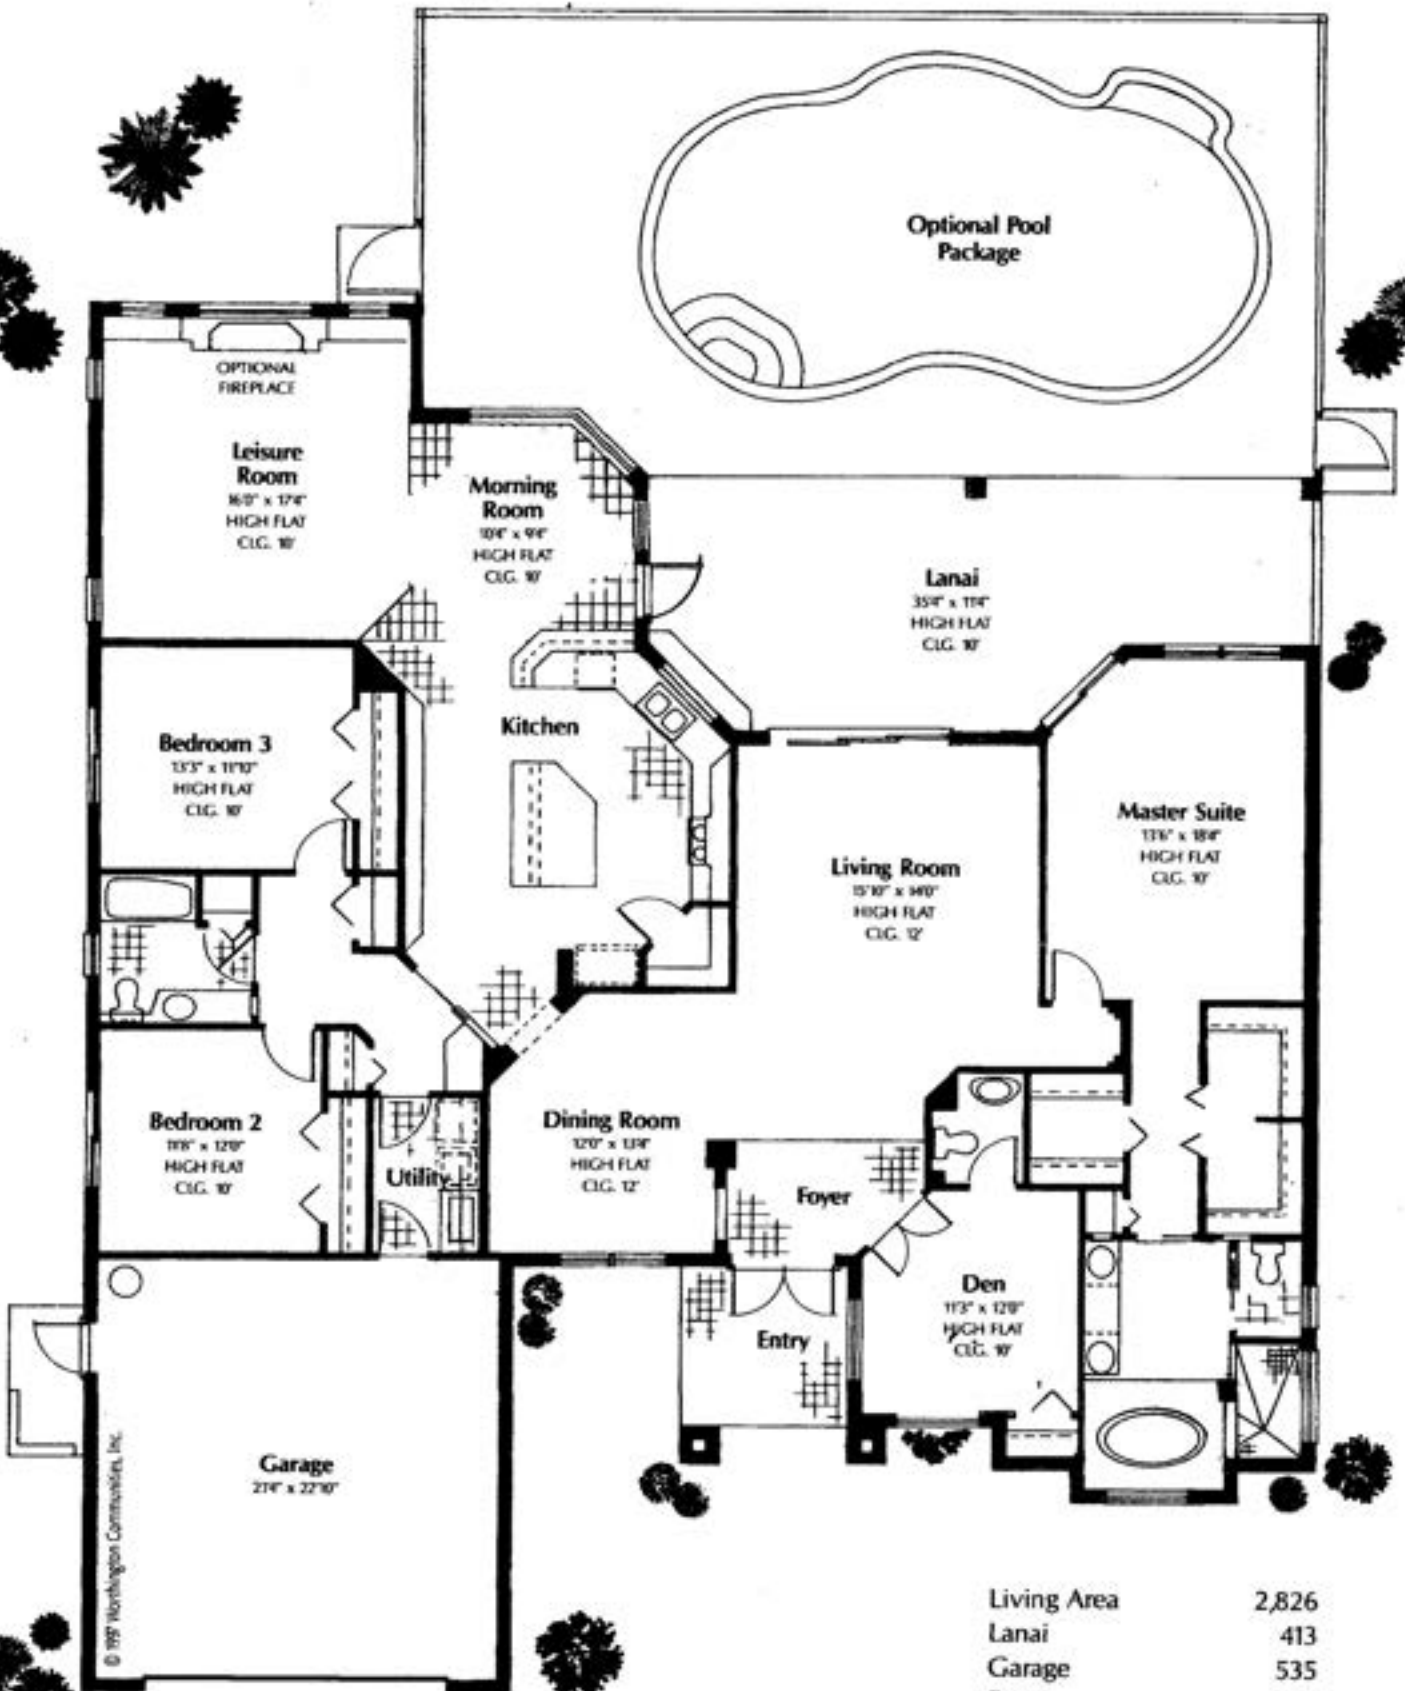 Optional Pool
Package
OPTIONAL
FIREPLACE
Leisure
Room
16'0" x 17'4"
HIGH FLAT
CLG. 10'
Morning
Room
10'4" x 9'4"
HIGH FLAT
CLG. 10'
Lanai
35'4" x 11'4"
HIGH FLAT
CLG. 10'
Bedroom 3
13'3" x 11'10"
HIGH FLAT
CLG. 10'
Kitchen
Living Room
15'10" x 14'0"
HIGH FLAT
CLG. 12'
Master Suite
13'6" x 18'4"
HIGH FLAT
CLG. 10'
Bedroom 2
11'8" x 12'0"
HIGH FLAT
CLG. 10'
Utility
Dining Room
12'0" x 13'4"
HIGH FLAT
CLG. 12'
Foyer
Entry
Den
11'3" x 12'0"
HIGH FLAT
CLG. 10'
Garage
21'4" x 22'10"
© 1997 Worthington Communities, Inc.
Living Area 2,826
Lanai 413
Garage 535